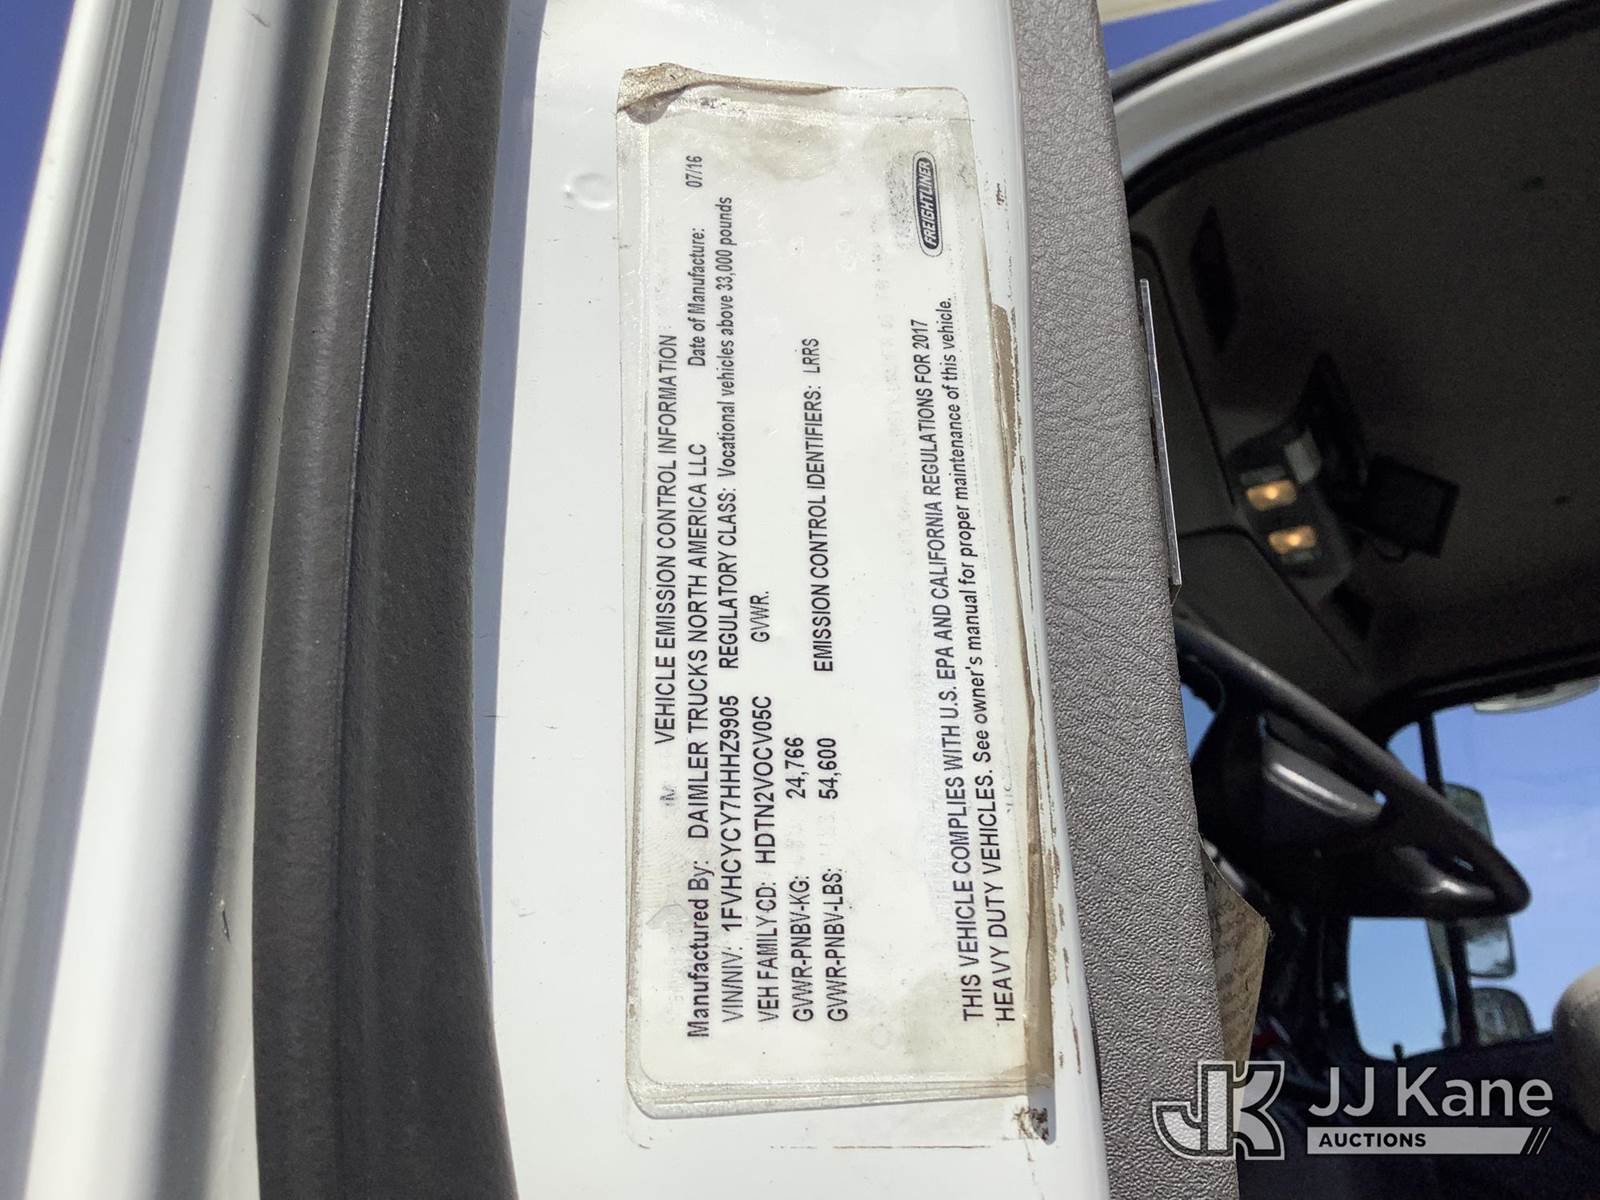 VEHICLE EMISSION CONTROL INFORMATION
Manufactured By: DAIMLER TRUCKS NORTH AMERICA LLC Date of Manufacture: 07/16
VIN/NIV: 1FVHCYCY7HHHZ9905 REGULATORY CLASS: Vocational vehicles above 33,000 pounds
VEH FAMILY CD: HDTN2VOCV05C GVWR.
GVWR-PNBV-KG: 24,766
GVWR-PNBV-LBS: 54,600 EMISSION CONTROL IDENTIFIERS: LRRS
THIS VEHICLE COMPLIES WITH U.S. EPA AND CALIFORNIA REGULATIONS FOR 2017
HEAVY DUTY VEHICLES. See owner's manual for proper maintenance of this vehicle.
FREIGHTLINER
JK JJ Kane
AUCTIONS